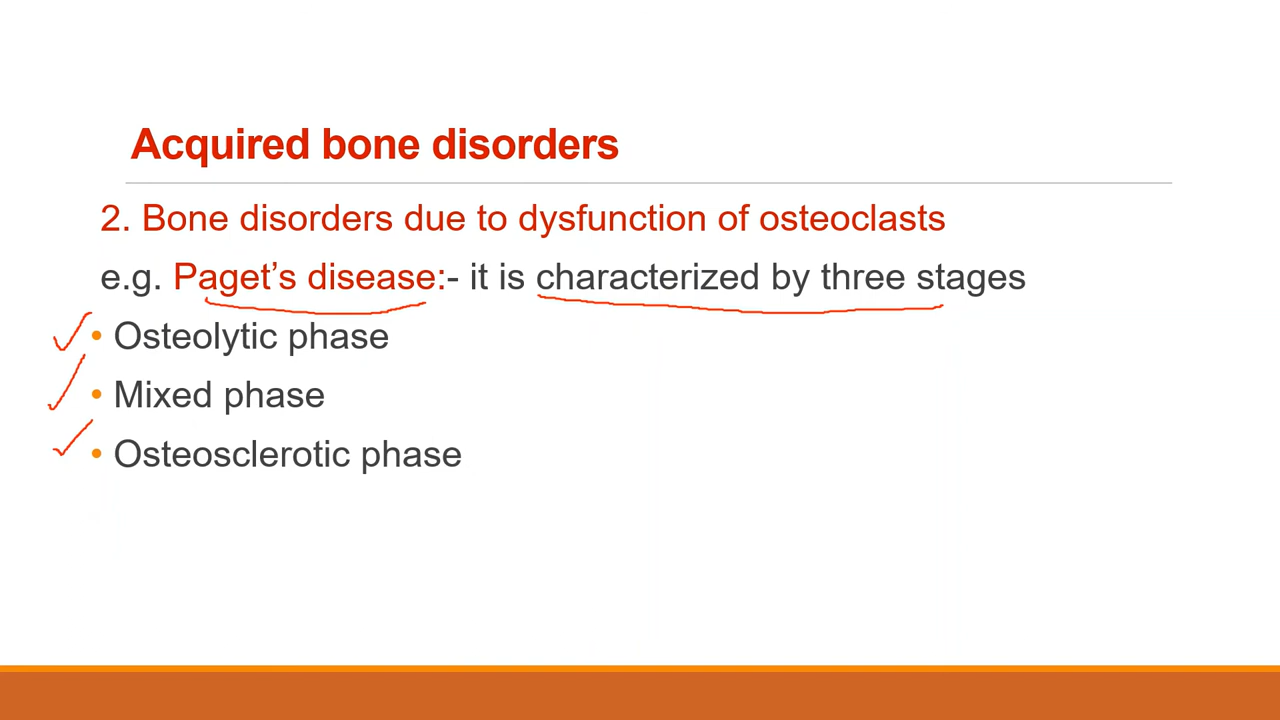 Acquired bone disorders
2. Bone disorders due to dysfunction of osteoclasts
e.g. Paget’s disease:- it is characterized by three stages
• Osteolytic phase
• Mixed phase
• Osteosclerotic phase